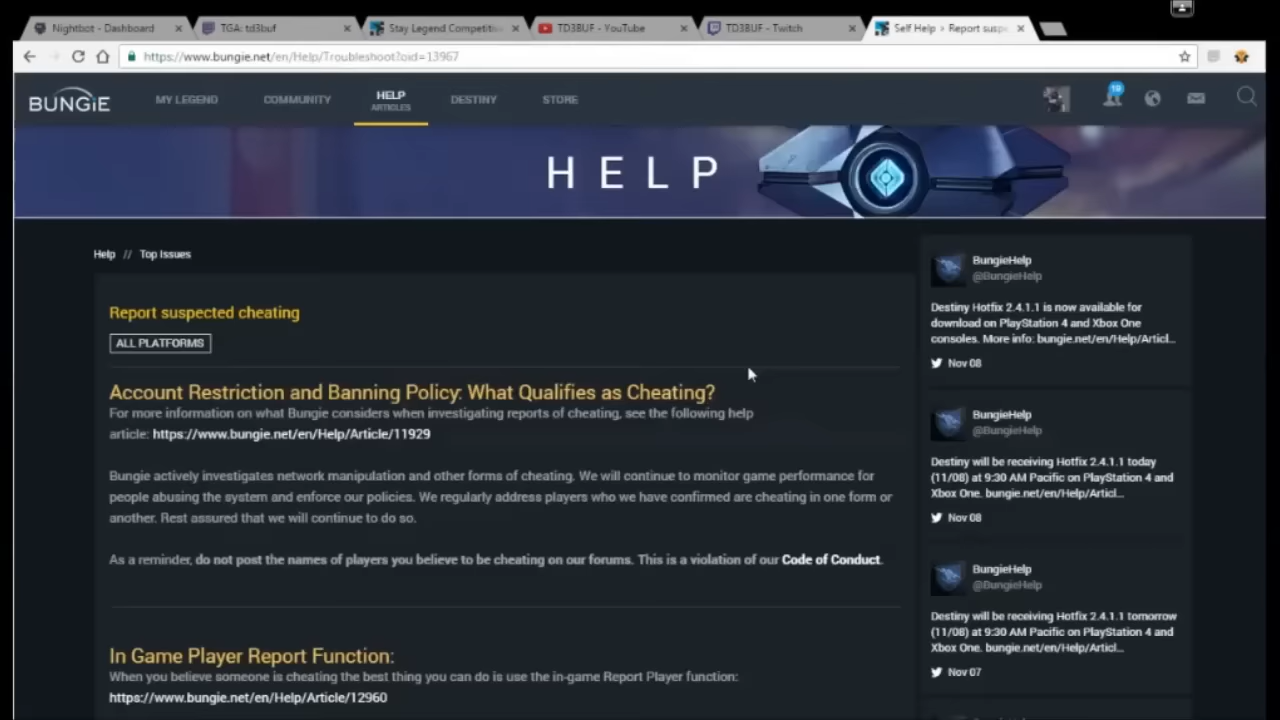 Nightbot - Dashboard
TGA: td3buf
Stay Legend Competitiv
TD3BUF - YouTube
TD3BUF - Twitch
Self Help > Report susp
https://www.bungie.net/en/Help/Troubleshoot?oid=13967
BUNGiE
MY LEGEND
COMMUNITY
HELP
ARTICLES
DESTINY
STORE
19
HELP
Help // Top Issues
Report suspected cheating
ALL PLATFORMS
Account Restriction and Banning Policy: What Qualifies as Cheating?
For more information on what Bungie considers when investigating reports of cheating, see the following help
article: https://www.bungie.net/en/Help/Article/11929
Bungie actively investigates network manipulation and other forms of cheating. We will continue to monitor game performance for
people abusing the system and enforce our policies. We regularly address players who we have confirmed are cheating in one form or
another. Rest assured that we will continue to do so.
As a reminder, do not post the names of players you believe to be cheating on our forums. This is a violation of our Code of Conduct.
In Game Player Report Function:
When you believe someone is cheating the best thing you can do is use the in-game Report Player function:
https://www.bungie.net/en/Help/Article/12960
BungieHelp
@BungieHelp
Destiny Hotfix 2.4.1.1 is now available for
download on PlayStation 4 and Xbox One
consoles. More info: bungie.net/en/Help/Articl...
Nov 08
BungieHelp
@BungieHelp
Destiny will be receiving Hotfix 2.4.1.1 today
(11/08) at 9:30 AM Pacific on PlayStation 4 and
Xbox One. bungie.net/en/Help/Articl...
Nov 08
BungieHelp
@BungieHelp
Destiny will be receiving Hotfix 2.4.1.1 tomorrow
(11/08) at 9:30 AM Pacific on PlayStation 4 and
Xbox One. bungie.net/en/Help/Articl...
Nov 07